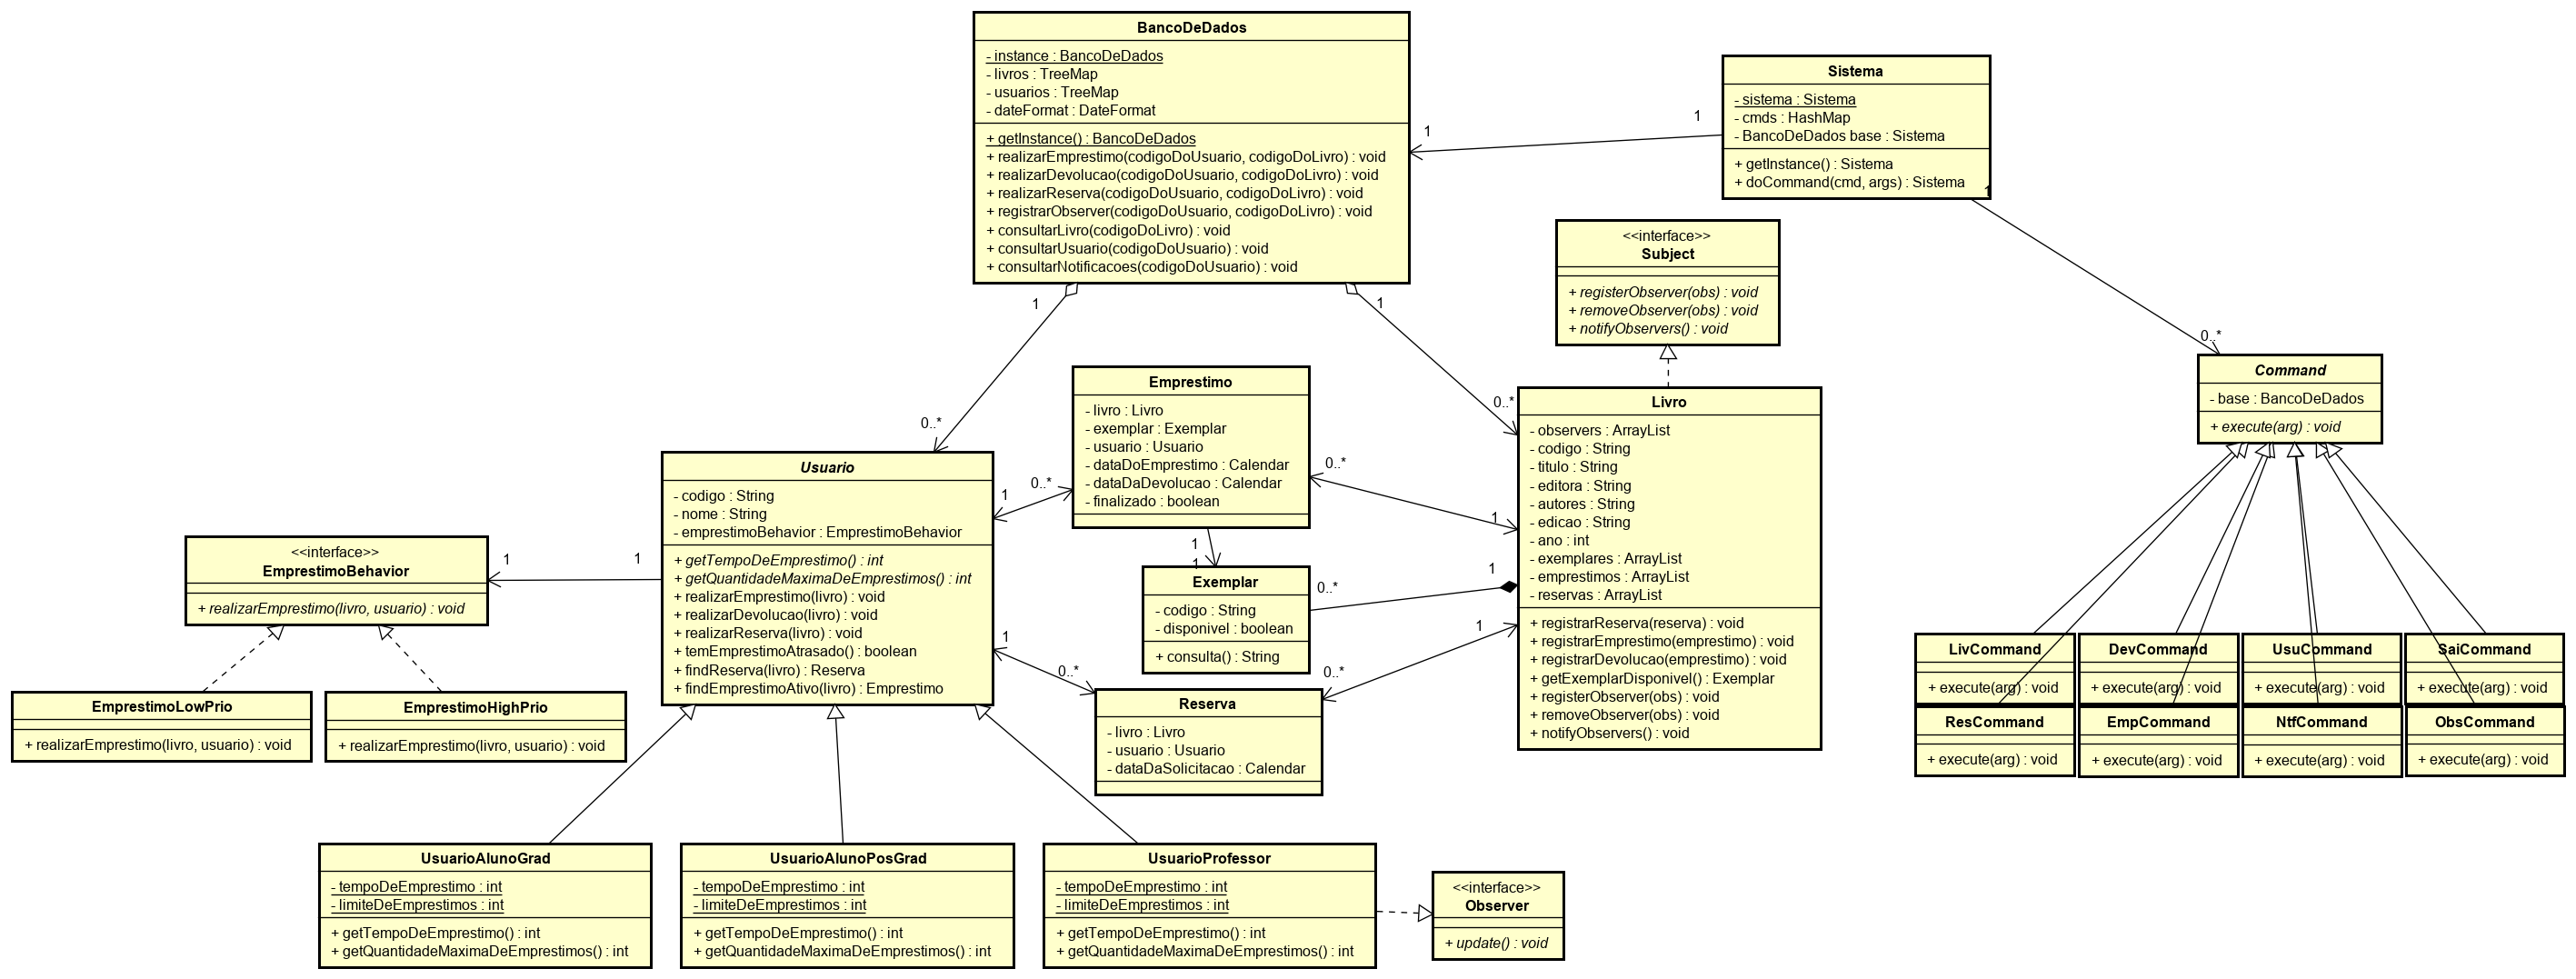 BancoDeDados
- instance : BancoDeDados
- livros : TreeMap
- usuarios : TreeMap
- dateFormat : DateFormat
+ getInstance() : BancoDeDados
+ realizarEmprestimo(codigoDoUsuario, codigoDoLivro) : void
+ realizarDevolucao(codigoDoUsuario, codigoDoLivro) : void
+ realizarReserva(codigoDoUsuario, codigoDoLivro) : void
+ registrarObserver(codigoDoUsuario, codigoDoLivro) : void
+ consultarLivro(codigoDoLivro) : void
+ consultarUsuario(codigoDoUsuario) : void
+ consultarNotificacoes(codigoDoUsuario) : void
1
1
Sistema
- sistema : Sistema
- cmds : HashMap
- BancoDeDados base : Sistema
+ getInstance() : Sistema
+ doCommand(cmd, args) : Sistema
1
0..*
<<interface>>
Subject
+ registerObserver(obs) : void
+ removeObserver(obs) : void
+ notifyObservers() : void
1
0..*
1
0..*
Command
- base : BancoDeDados
+ execute(arg) : void
Emprestimo
- livro : Livro
- exemplar : Exemplar
- usuario : Usuario
- dataDoEmprestimo : Calendar
- dataDaDevolucao : Calendar
- finalizado : boolean
Livro
- observers : ArrayList
- codigo : String
- titulo : String
- editora : String
- autores : String
- edicao : String
- ano : int
- exemplares : ArrayList
- emprestimos : ArrayList
- reservas : ArrayList
+ registrarReserva(reserva) : void
+ registrarEmprestimo(emprestimo) : void
+ registrarDevolucao(emprestimo) : void
+ getExemplarDisponivel() : Exemplar
+ registerObserver(obs) : void
+ removeObserver(obs) : void
+ notifyObservers() : void
Usuario
- codigo : String
- nome : String
- emprestimoBehavior : EmprestimoBehavior
+ getTempoDeEmprestimo() : int
+ getQuantidadeMaximaDeEmprestimos() : int
+ realizarEmprestimo(livro) : void
+ realizarDevolucao(livro) : void
+ realizarReserva(livro) : void
+ temEmprestimoAtrasado() : boolean
+ findReserva(livro) : Reserva
+ findEmprestimoAtivo(livro) : Emprestimo
1
0..*
0..*
1
1
1
1
0..*
1
0..*
0..*
1
1
1
<<interface>>
EmprestimoBehavior
+ realizarEmprestimo(livro, usuario) : void
Exemplar
- codigo : String
- disponivel : boolean
+ consulta() : String
Reserva
- livro : Livro
- usuario : Usuario
- dataDaSolicitacao : Calendar
EmprestimoLowPrio
+ realizarEmprestimo(livro, usuario) : void
EmprestimoHighPrio
+ realizarEmprestimo(livro, usuario) : void
LivCommand
+ execute(arg) : void
DevCommand
+ execute(arg) : void
UsuCommand
+ execute(arg) : void
SaiCommand
+ execute(arg) : void
ResCommand
+ execute(arg) : void
EmpCommand
+ execute(arg) : void
NtfCommand
+ execute(arg) : void
ObsCommand
+ execute(arg) : void
UsuarioAlunoGrad
- tempoDeEmprestimo : int
- limiteDeEmprestimos : int
+ getTempoDeEmprestimo() : int
+ getQuantidadeMaximaDeEmprestimos() : int
UsuarioAlunoPosGrad
- tempoDeEmprestimo : int
- limiteDeEmprestimos : int
+ getTempoDeEmprestimo() : int
+ getQuantidadeMaximaDeEmprestimos() : int
UsuarioProfessor
- tempoDeEmprestimo : int
- limiteDeEmprestimos : int
+ getTempoDeEmprestimo() : int
+ getQuantidadeMaximaDeEmprestimos() : int
<<interface>>
Observer
+ update() : void